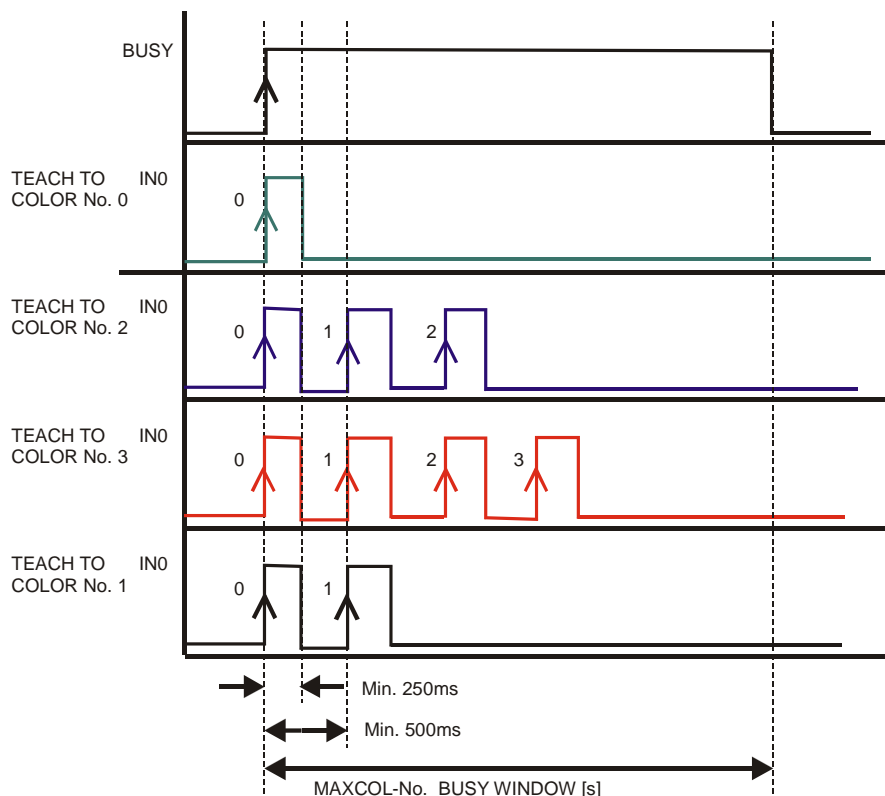 BUSY
TEACH TO IN0
COLOR No. 0
0
TEACH TO IN0
COLOR No. 2
0 1 2
TEACH TO IN0
COLOR No. 3
0 1 2 3
TEACH TO IN0
COLOR No. 1
0 1
Min. 250ms
Min. 500ms
MAXCOL-No. BUSY WINDOW [s]